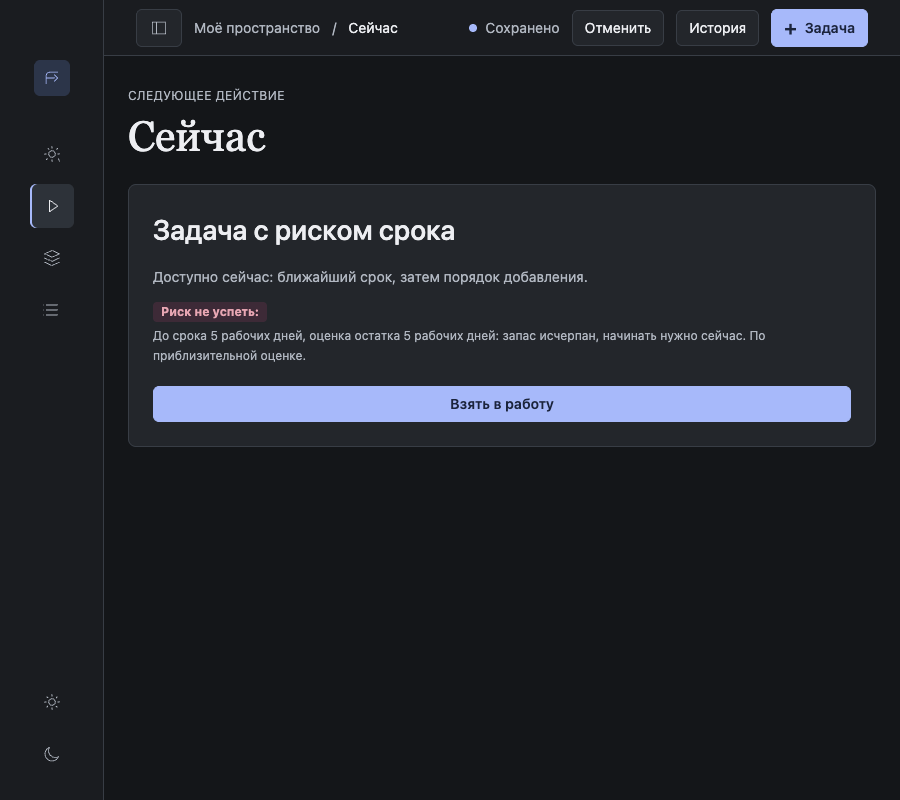 Моё пространство / Сейчас
Сохранено
Отменить
История
+ Задача
СЛЕДУЮЩЕЕ ДЕЙСТВИЕ
Сейчас
Задача с риском срока
Доступно сейчас: ближайший срок, затем порядок добавления.
Риск не успеть:
До срока 5 рабочих дней, оценка остатка 5 рабочих дней: запас исчерпан, начинать нужно сейчас. По
приблизительной оценке.
Взять в работу